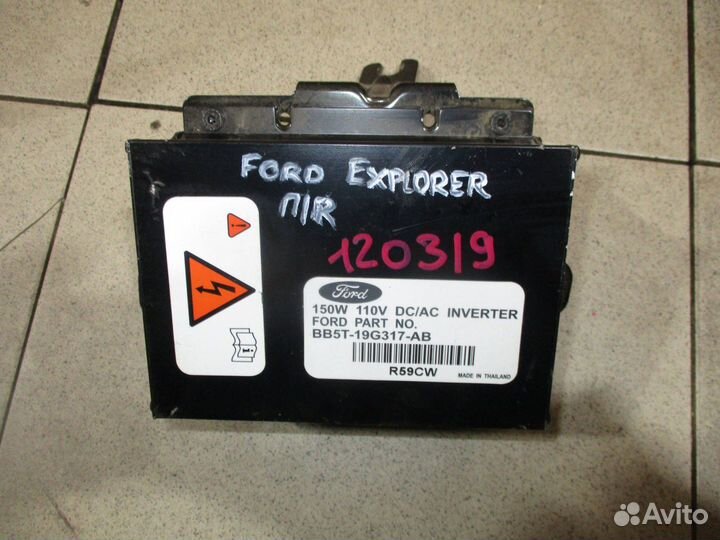 FORD EXPLORER
П/R
120319
Ford
150W 110V DC/AC INVERTER
FORD PART NO.
BB5T-19G317-AB
R59CW
MADE IN THAILAND
Avito